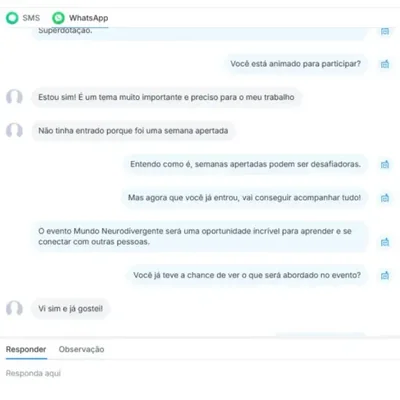 SMS WhatsApp
Superdotação.
Você está animado para participar?
Estou sim! É um tema muito importante e preciso para o meu trabalho
Não tinha entrado porque foi uma semana apertada
Entendo como é, semanas apertadas podem ser desafiadoras.
Mas agora que você já entrou, vai conseguir acompanhar tudo!
O evento Mundo Neurodivergente será uma oportunidade incrível para aprender e se
conectar com outras pessoas.
Você já teve a chance de ver o que será abordado no evento?
Vi sim e já gostei!
Responder Observação
Responda aqui